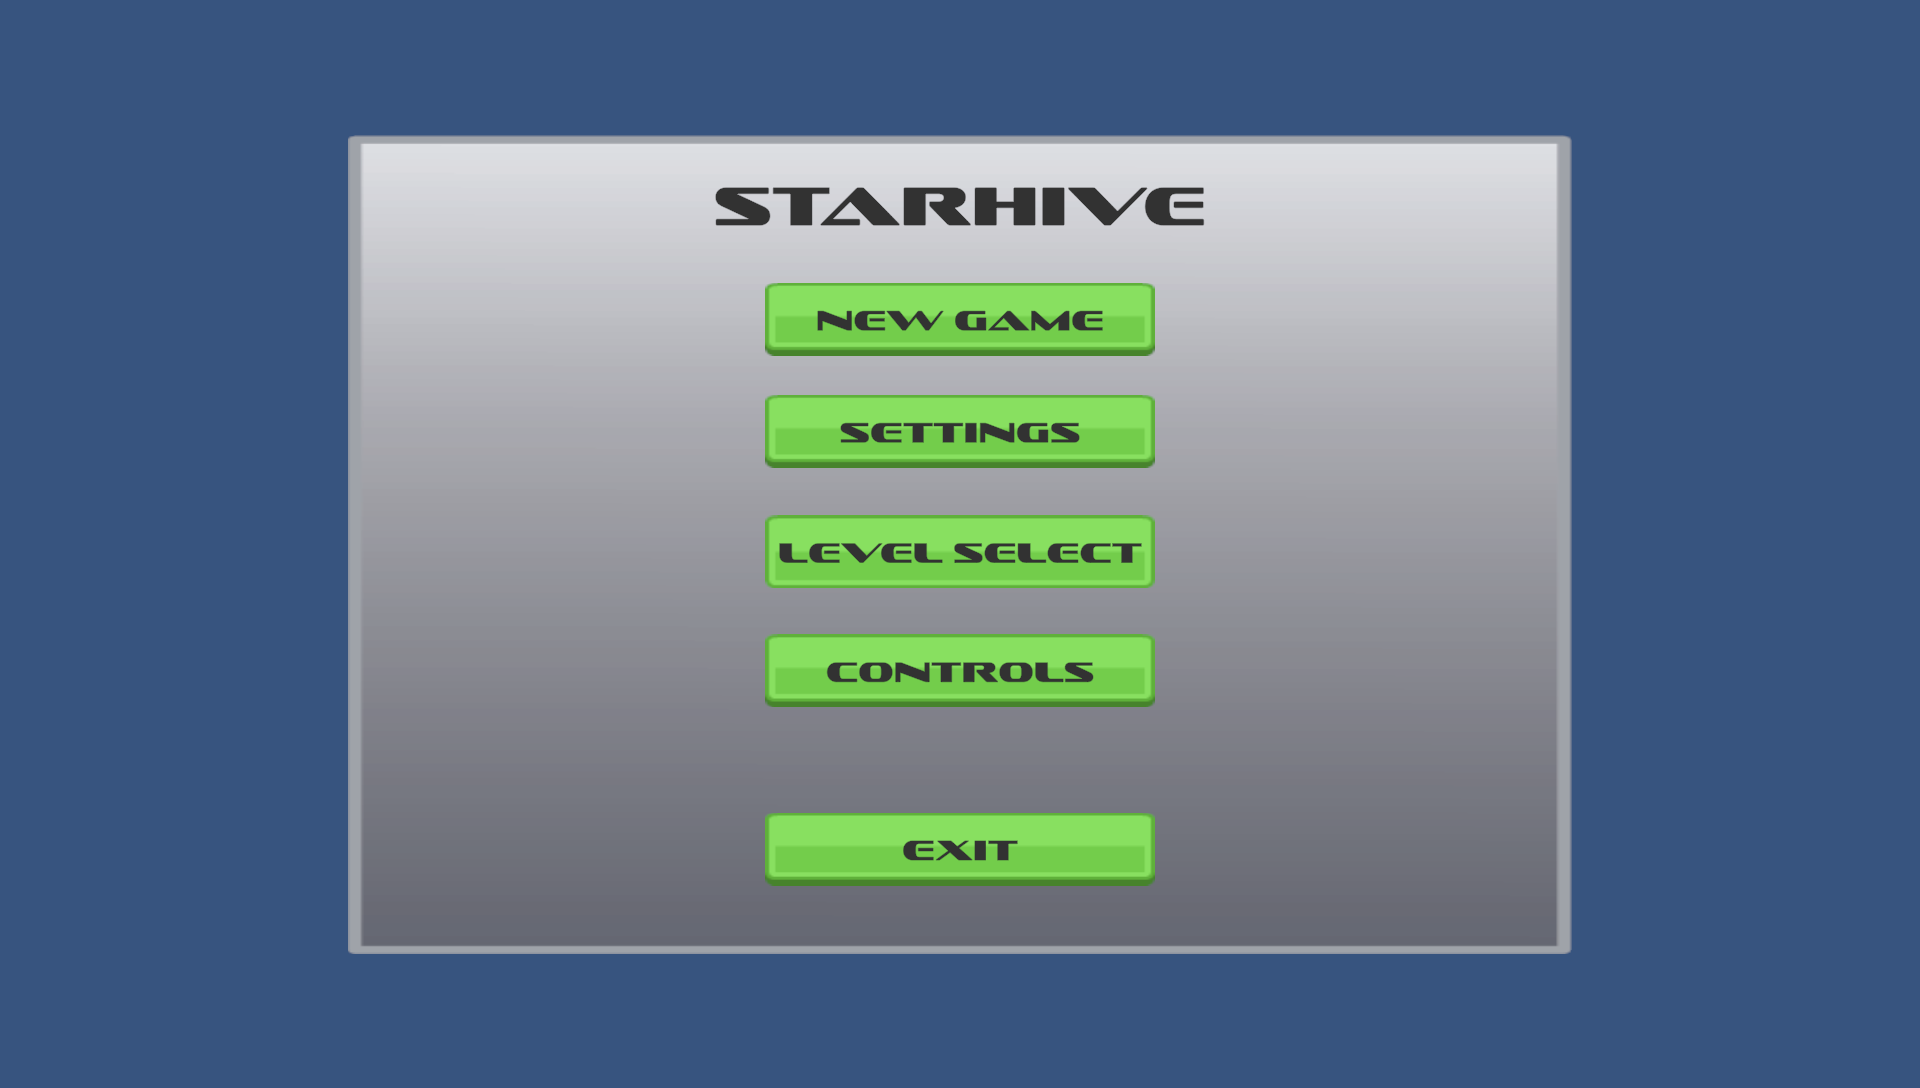 STARHIVE
NEW GAME
SETTINGS
LEVEL SELECT
CONTROLS
EXIT